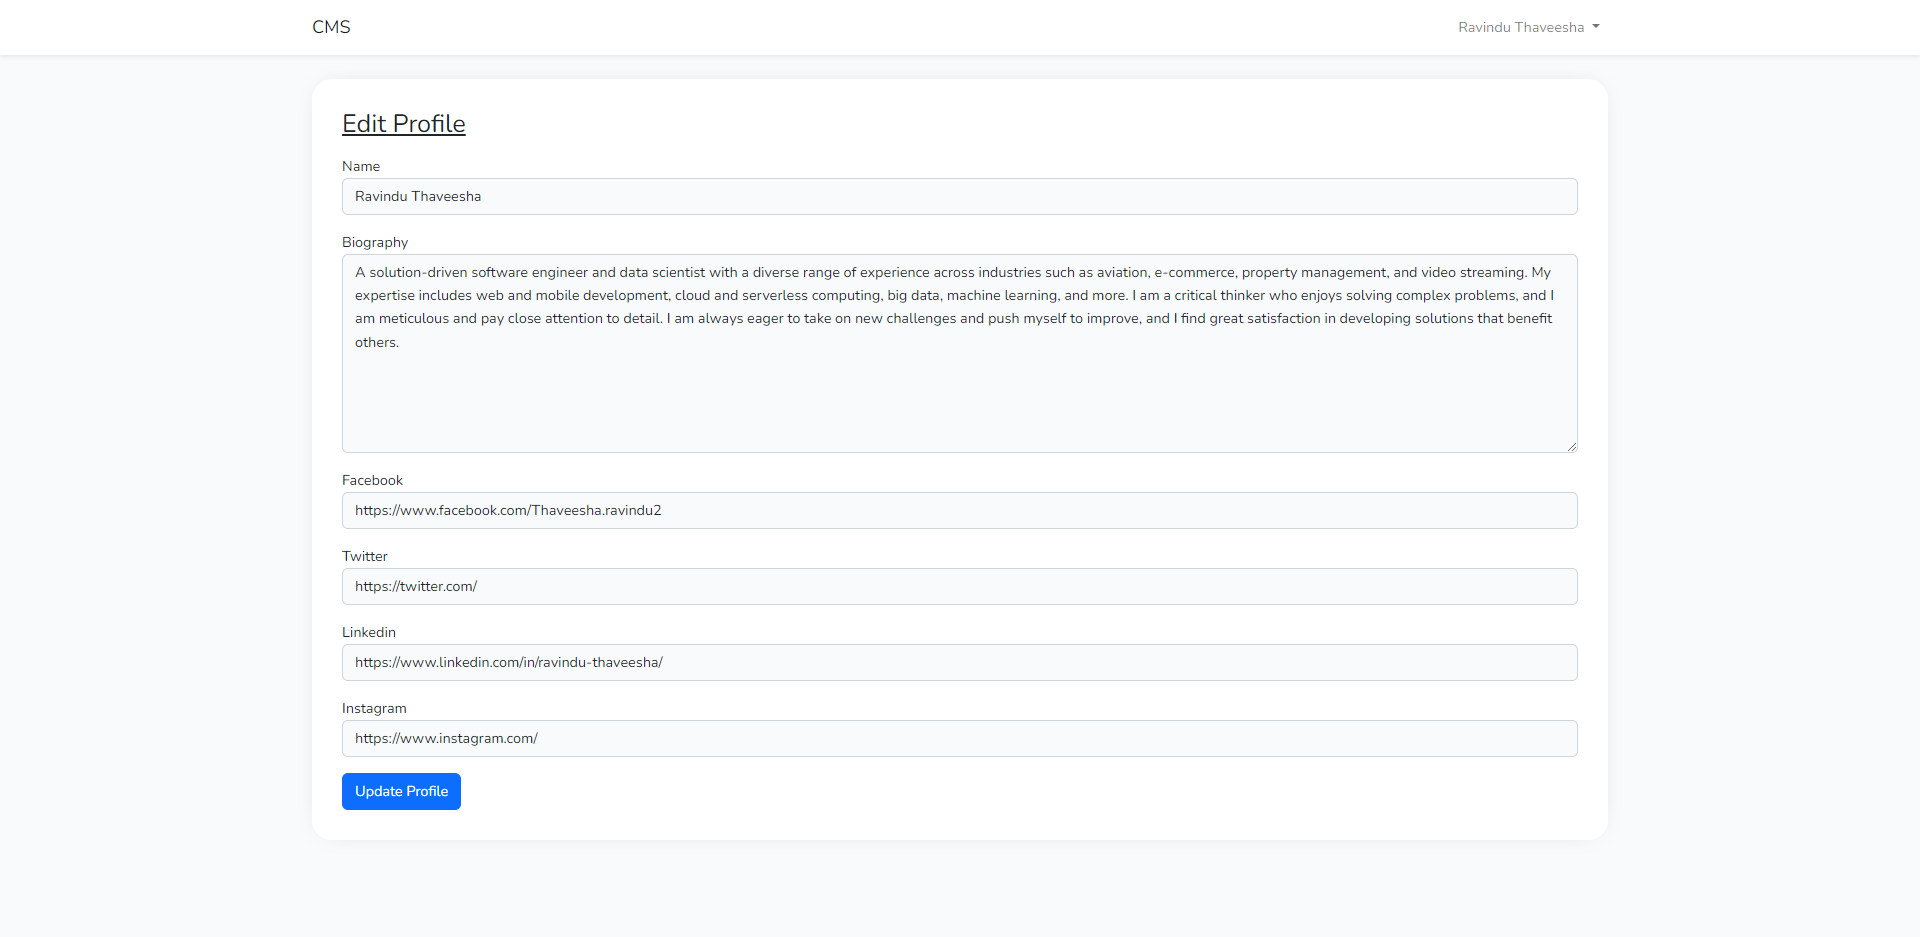 CMS
Ravindu Thaveesha
Edit Profile
Name
Ravindu Thaveesha
Biography
A solution-driven software engineer and data scientist with a diverse range of experience across industries such as aviation, e-commerce, property management, and video streaming. My
expertise includes web and mobile development, cloud and serverless computing, big data, machine learning, and more. I am a critical thinker who enjoys solving complex problems, and I
am meticulous and pay close attention to detail. I am always eager to take on new challenges and push myself to improve, and I find great satisfaction in developing solutions that benefit
others.
Facebook
https://www.facebook.com/Thaveesha.ravindu2
Twitter
https://twitter.com/
Linkedin
https://www.linkedin.com/in/ravindu-thaveesha/
Instagram
https://www.instagram.com/
Update Profile